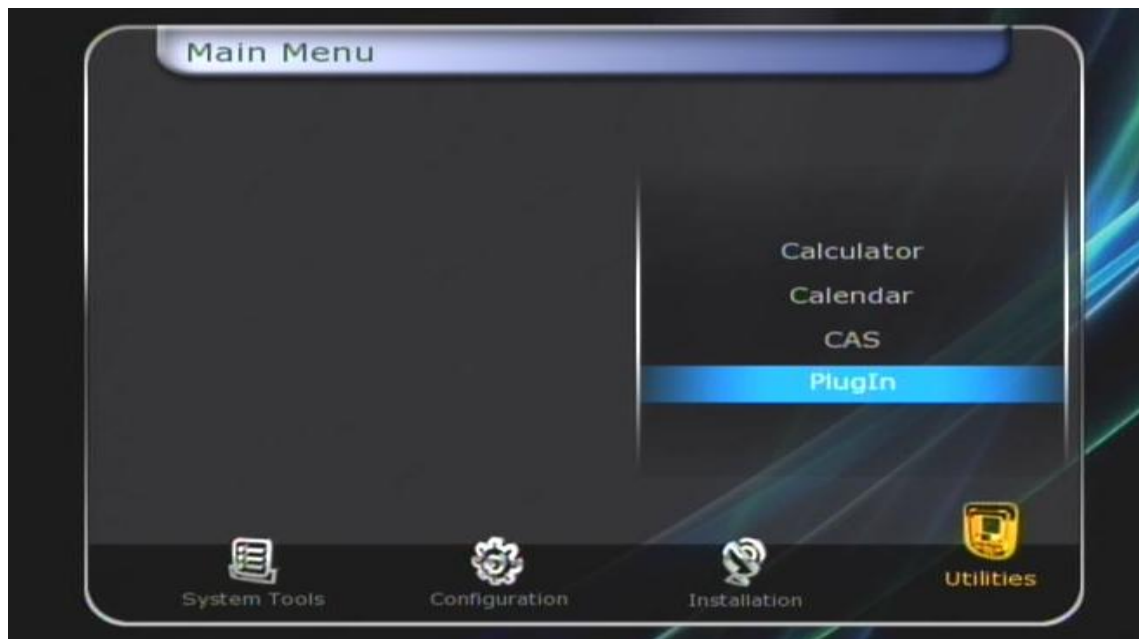 Main Menu
Calculator
Calendar
CAS
PlugIn
System Tools
Configuration
Installation
Utilities